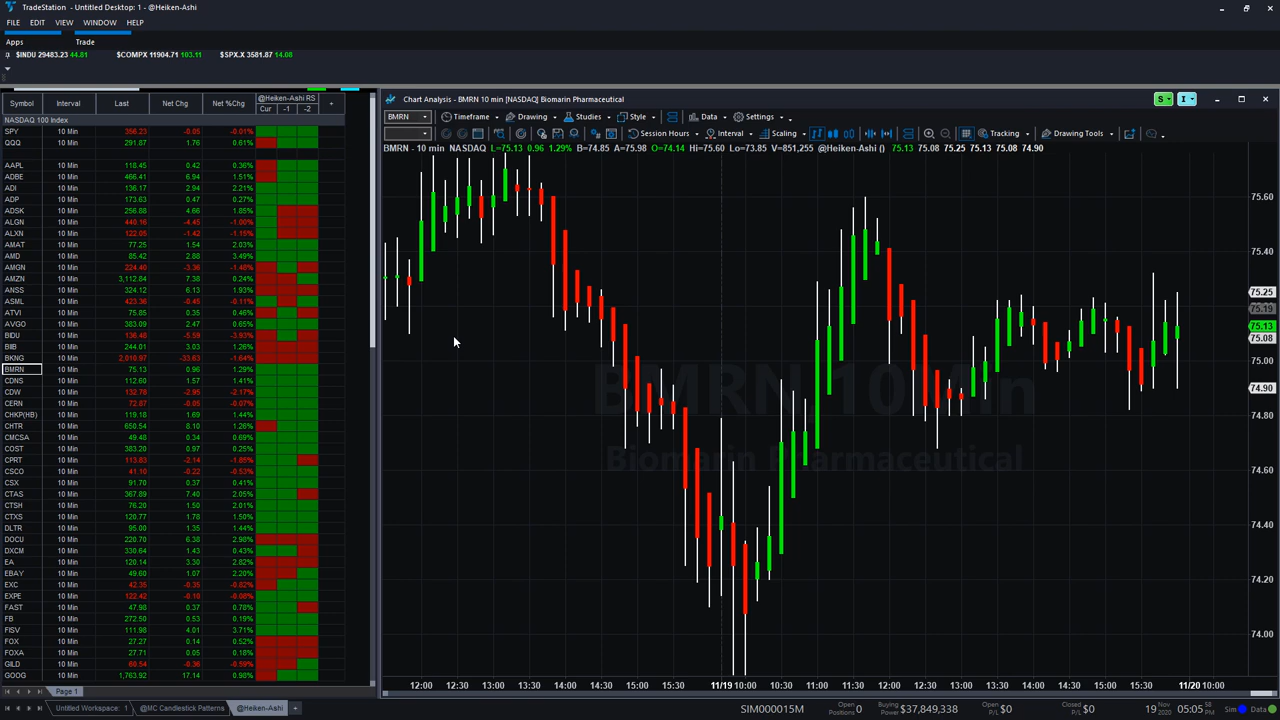 TradeStation - Untitled Desktop: 1 - @Heiken-Ashi
FILE EDIT VIEW WINDOW HELP
Apps Trade
$INDU 29483.23 44.81 $COMPX 11904.71 103.11 $SPX.X 3581.87 14.08
Symbol Interval Last Net Chg Net %Chg @Heiken-Ashi RS +
Cur -1 -2
NASDAQ 100 Index
SPY 10 Min 356.23 -0.05 -0.01%
QQQ 10 Min 291.87 1.76 0.61%
AAPL 10 Min 118.45 0.42 0.36%
ADBE 10 Min 466.41 6.94 1.51%
ADI 10 Min 136.17 2.94 2.21%
ADP 10 Min 173.63 0.47 0.27%
ADSK 10 Min 256.88 4.66 1.85%
ALGN 10 Min 440.16 -4.45 -1.00%
ALXN 10 Min 122.05 -1.42 -1.15%
AMAT 10 Min 77.25 1.54 2.03%
AMD 10 Min 85.42 2.88 3.49%
AMGN 10 Min 224.40 -3.36 -1.48%
AMZN 10 Min 3,112.84 7.38 0.24%
ANSS 10 Min 324.12 6.13 1.93%
ASML 10 Min 423.36 -0.45 -0.11%
ATVI 10 Min 75.85 0.35 0.46%
AVGO 10 Min 383.09 2.47 0.65%
BIDU 10 Min 136.48 -5.59 -3.93%
BIIB 10 Min 244.90 3.03 1.26%
BKNG 10 Min 2,010.97 -33.63 -1.64%
BMRN 10 Min 75.13 0.96 1.29%
CDNS 10 Min 112.60 1.57 1.41%
CDW 10 Min 132.78 -2.95 -2.17%
CERN 10 Min 72.87 -0.05 -0.07%
CHKP(HB) 10 Min 119.18 1.69 1.44%
CHTR 10 Min 650.54 8.10 1.26%
CMCSA 10 Min 49.48 0.34 0.69%
COST 10 Min 383.20 0.97 0.25%
CPRT 10 Min 113.83 -2.14 -1.85%
CSCO 10 Min 41.10 -0.22 -0.53%
CSX 10 Min 91.70 0.37 0.41%
CTAS 10 Min 367.89 7.40 2.05%
CTSH 10 Min 76.20 1.50 2.01%
CTXS 10 Min 120.77 1.78 1.50%
DLTR 10 Min 95.00 1.35 1.44%
DOCU 10 Min 220.70 6.38 2.98%
DXCM 10 Min 330.64 1.43 0.43%
EA 10 Min 120.14 3.30 2.82%
EBAY 10 Min 49.60 1.07 2.20%
EXC 10 Min 42.35 -0.35 -0.82%
EXPE 10 Min 122.42 -0.10 -0.08%
FAST 10 Min 47.98 0.37 0.78%
FB 10 Min 272.50 0.53 0.19%
FISV 10 Min 111.98 4.01 3.71%
FOX 10 Min 27.27 0.14 0.52%
FOXA 10 Min 27.71 0.05 0.18%
GILD 10 Min 60.54 -0.36 -0.59%
GOOG 10 Min 1,763.92 17.14 0.98%
Page 1
Chart Analysis - BMRN 10 min [NASDAQ] Biomarin Pharmaceutical
S I
BMRN Timeframe Drawing Studies Style Data Settings
Session Hours Interval Scaling Tracking Drawing Tools
BMRN - 10 min NASDAQ L=75.13 0.96 1.29% B=74.85 A=75.98 O=74.14 Hi=75.60 Lo=73.85 V=851,255 @Heiken-Ashi () 75.13 75.08 75.25 75.13 75.08 74.90
BMRN 10 min
Biomarin Pharmaceutical
75.60
75.40
75.25
75.19
75.13
75.08
75.00
74.90
74.80
74.60
74.40
74.20
74.00
12:00 12:30 13:00 13:30 14:00 14:30 15:00 15:30 11/19 10:00 10:30 11:00 11:30 12:00 12:30 13:00 13:30 14:00 14:30 15:00 15:30 11/20 10:00
Untitled Workspace: 1 @MC Candlestick Patterns @Heiken-Ashi +
SIM000015M Open Positions 0 Buying Power $37,849,338 Open P/L $0 Closed P/L $0 19 Nov 2020 05:05 58 PM Sim Data